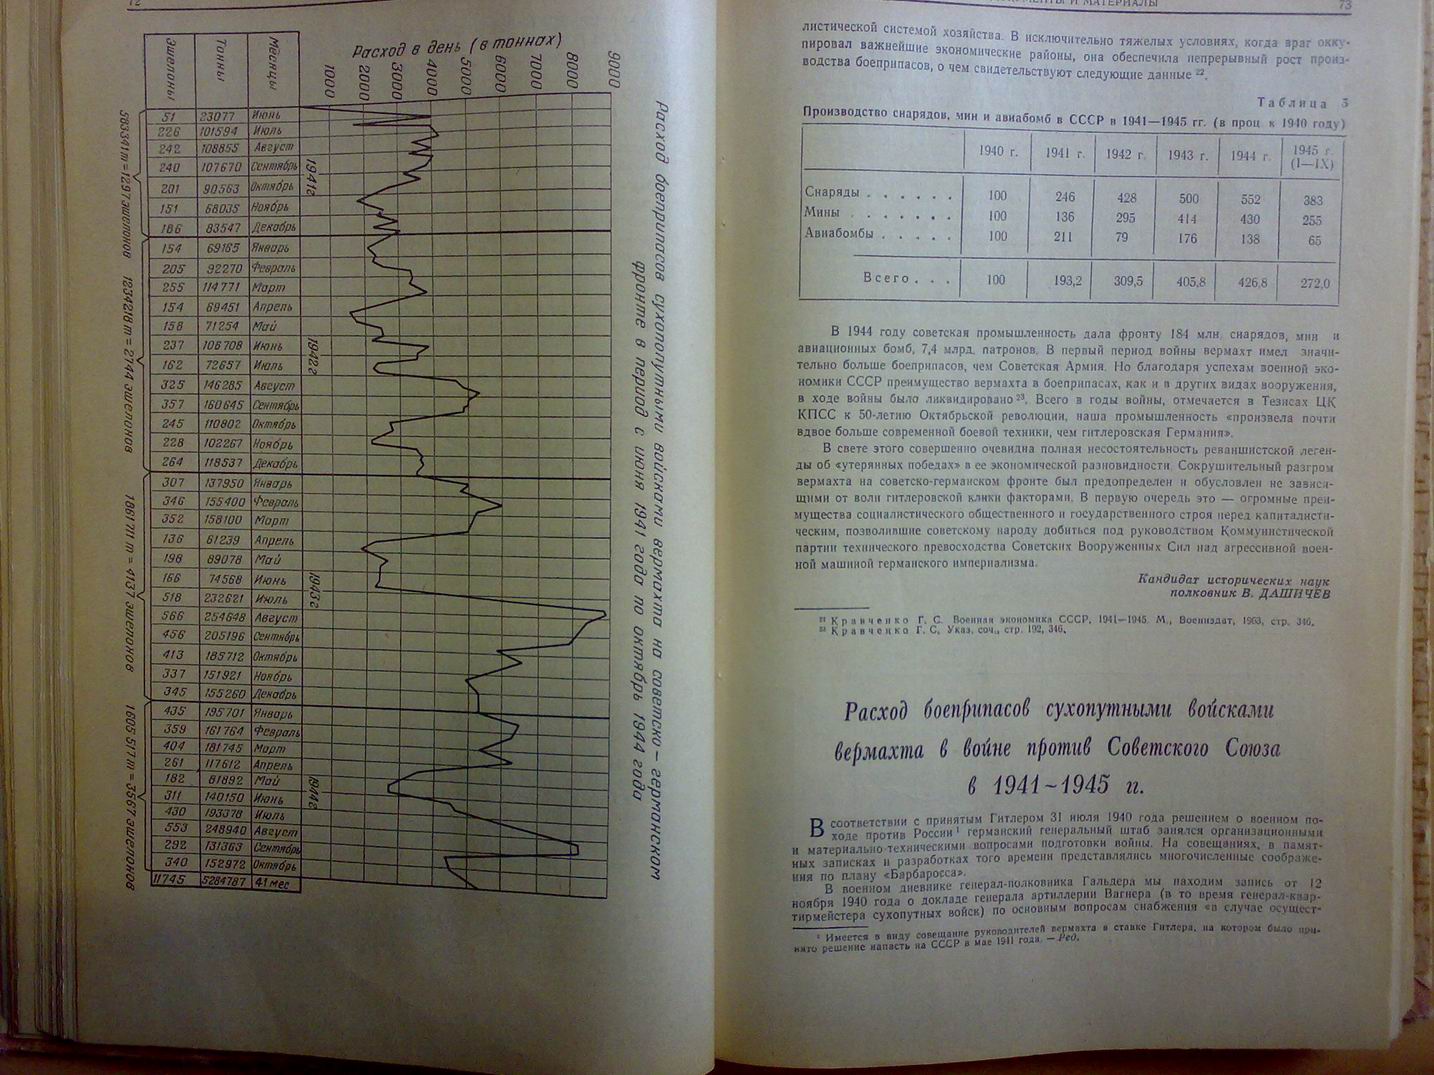 72
Расход боеприпасов сухопутными войсками вермахта на советско-германском
фронте в период с июня 1941 года по октябрь 1944 года
Расход в день (в тоннах)
1000 2000 3000 4000 5000 6000 7000 8000 9000
Эшелоны Тонны Месяцы
51 23077 Июнь
226 101594 Июль
242 108855 Август
240 107670 Сентябрь
201 90563 Октябрь
151 68035 Ноябрь
186 83547 Декабрь
1941г
583341 т = 1297 эшелонов
154 69165 Январь
205 92270 Февраль
255 114771 Март
154 69451 Апрель
158 71254 Май
237 106708 Июнь
162 72657 Июль
325 146285 Август
357 160645 Сентябрь
245 110802 Октябрь
228 102267 Ноябрь
264 118537 Декабрь
1942г
т = 2744 эшелонов
307 137950 Январь
346 155400 Февраль
352 158100 Март
136 61239 Апрель
198 89078 Май
166 74568 Июнь
518 232621 Июль
566 254648 Август
456 205196 Сентябрь
413 185712 Октябрь
337 151921 Ноябрь
345 155260 Декабрь
1943г
т = 4137 эшелонов
435 195701 Январь
359 161764 Февраль
404 181745 Март
261 117612 Апрель
182 81892 Май
311 140150 Июнь
430 193378 Июль
553 248940 Август
292 131363 Сентябрь
340 152972 Октябрь
1944г
1605517 т = 3567 эшелонов
11745 5284787 41 мес
И МАТЕРИАЛЫ 73
листической системой хозяйства. В исключительно тяжелых условиях, когда враг окку-
пировал важнейшие экономические районы, она обеспечила непрерывный рост произ-
водства боеприпасов, о чем свидетельствуют следующие данные ²².
Таблица 5
Производство снарядов, мин и авиабомб в СССР в 1941—1945 гг. (в проц к 1940 году)
1940 г. 1941 г. 1942 г. 1943 г. 1944 г. 1945 г. (I—IX)
Снаряды . . . . . . 100 246 428 500 552 383
Мины . . . . . . . 100 136 295 414 430 255
Авиабомбы . . . . . 100 211 79 176 138 65
Всего . . . 100 193,2 309,5 405,8 426,8 272,0
В 1944 году советская промышленность дала фронту 184 млн. снарядов, мин и
авиационных бомб, 7,4 млрд. патронов. В первый период войны вермахт имел значи-
тельно больше боеприпасов, чем Советская Армия. Но благодаря успехам военной эко-
номики СССР преимущество вермахта в боеприпасах, как и в других видах вооружения,
в ходе войны было ликвидировано ²³. Всего в годы войны, отмечается в Тезисах ЦК
КПСС к 50-летию Октябрьской революции, наша промышленность «произвела почти
вдвое больше современной боевой техники, чем гитлеровская Германия».
В свете этого совершенно очевидна полная несостоятельность реваншистской леген-
ды об «утерянных победах» в ее экономической разновидности. Сокрушительный разгром
вермахта на советско-германском фронте был предопределен и обусловлен не завися-
щими от воли гитлеровской клики факторами. В первую очередь это — огромные преи-
мущества социалистического общественного и государственного строя перед капиталисти-
ческим, позволившие советскому народу добиться под руководством Коммунистической
партии технического превосходства Советских Вооруженных Сил над агрессивной воен-
ной машиной германского империализма.
Кандидат исторических наук
полковник В. ДАШИЧЕВ
²² Кравченко Г. С. Военная экономика СССР, 1941—1945. М., Воениздат, 1963, стр. 346.
²³ Кравченко Г. С. Указ. соч., стр. 192, 346.
Расход боеприпасов сухопутными войсками
вермахта в войне против Советского Союза
в 1941–1945 гг.
В соответствии с принятым Гитлером 31 июля 1940 года решением о военном по-
ходе против России ¹ германский генеральный штаб занялся организационными
и материально-техническими вопросами подготовки войны. На совещаниях, в памят-
ных записках и разработках того времени представлялись многочисленные соображе-
ния по плану «Барбаросса».
В военном дневнике генерал-полковника Гальдера мы находим запись от 12
ноября 1940 года о докладе генерала артиллерии Вагнера (в то время генерал-квар-
тирмейстера сухопутных войск) по основным вопросам снабжения «в случае осущест-
¹ Имеется в виду совещание руководителей вермахта в ставке Гитлера, на котором было при-
нято решение напасть на СССР в мае 1941 года. — Ред.